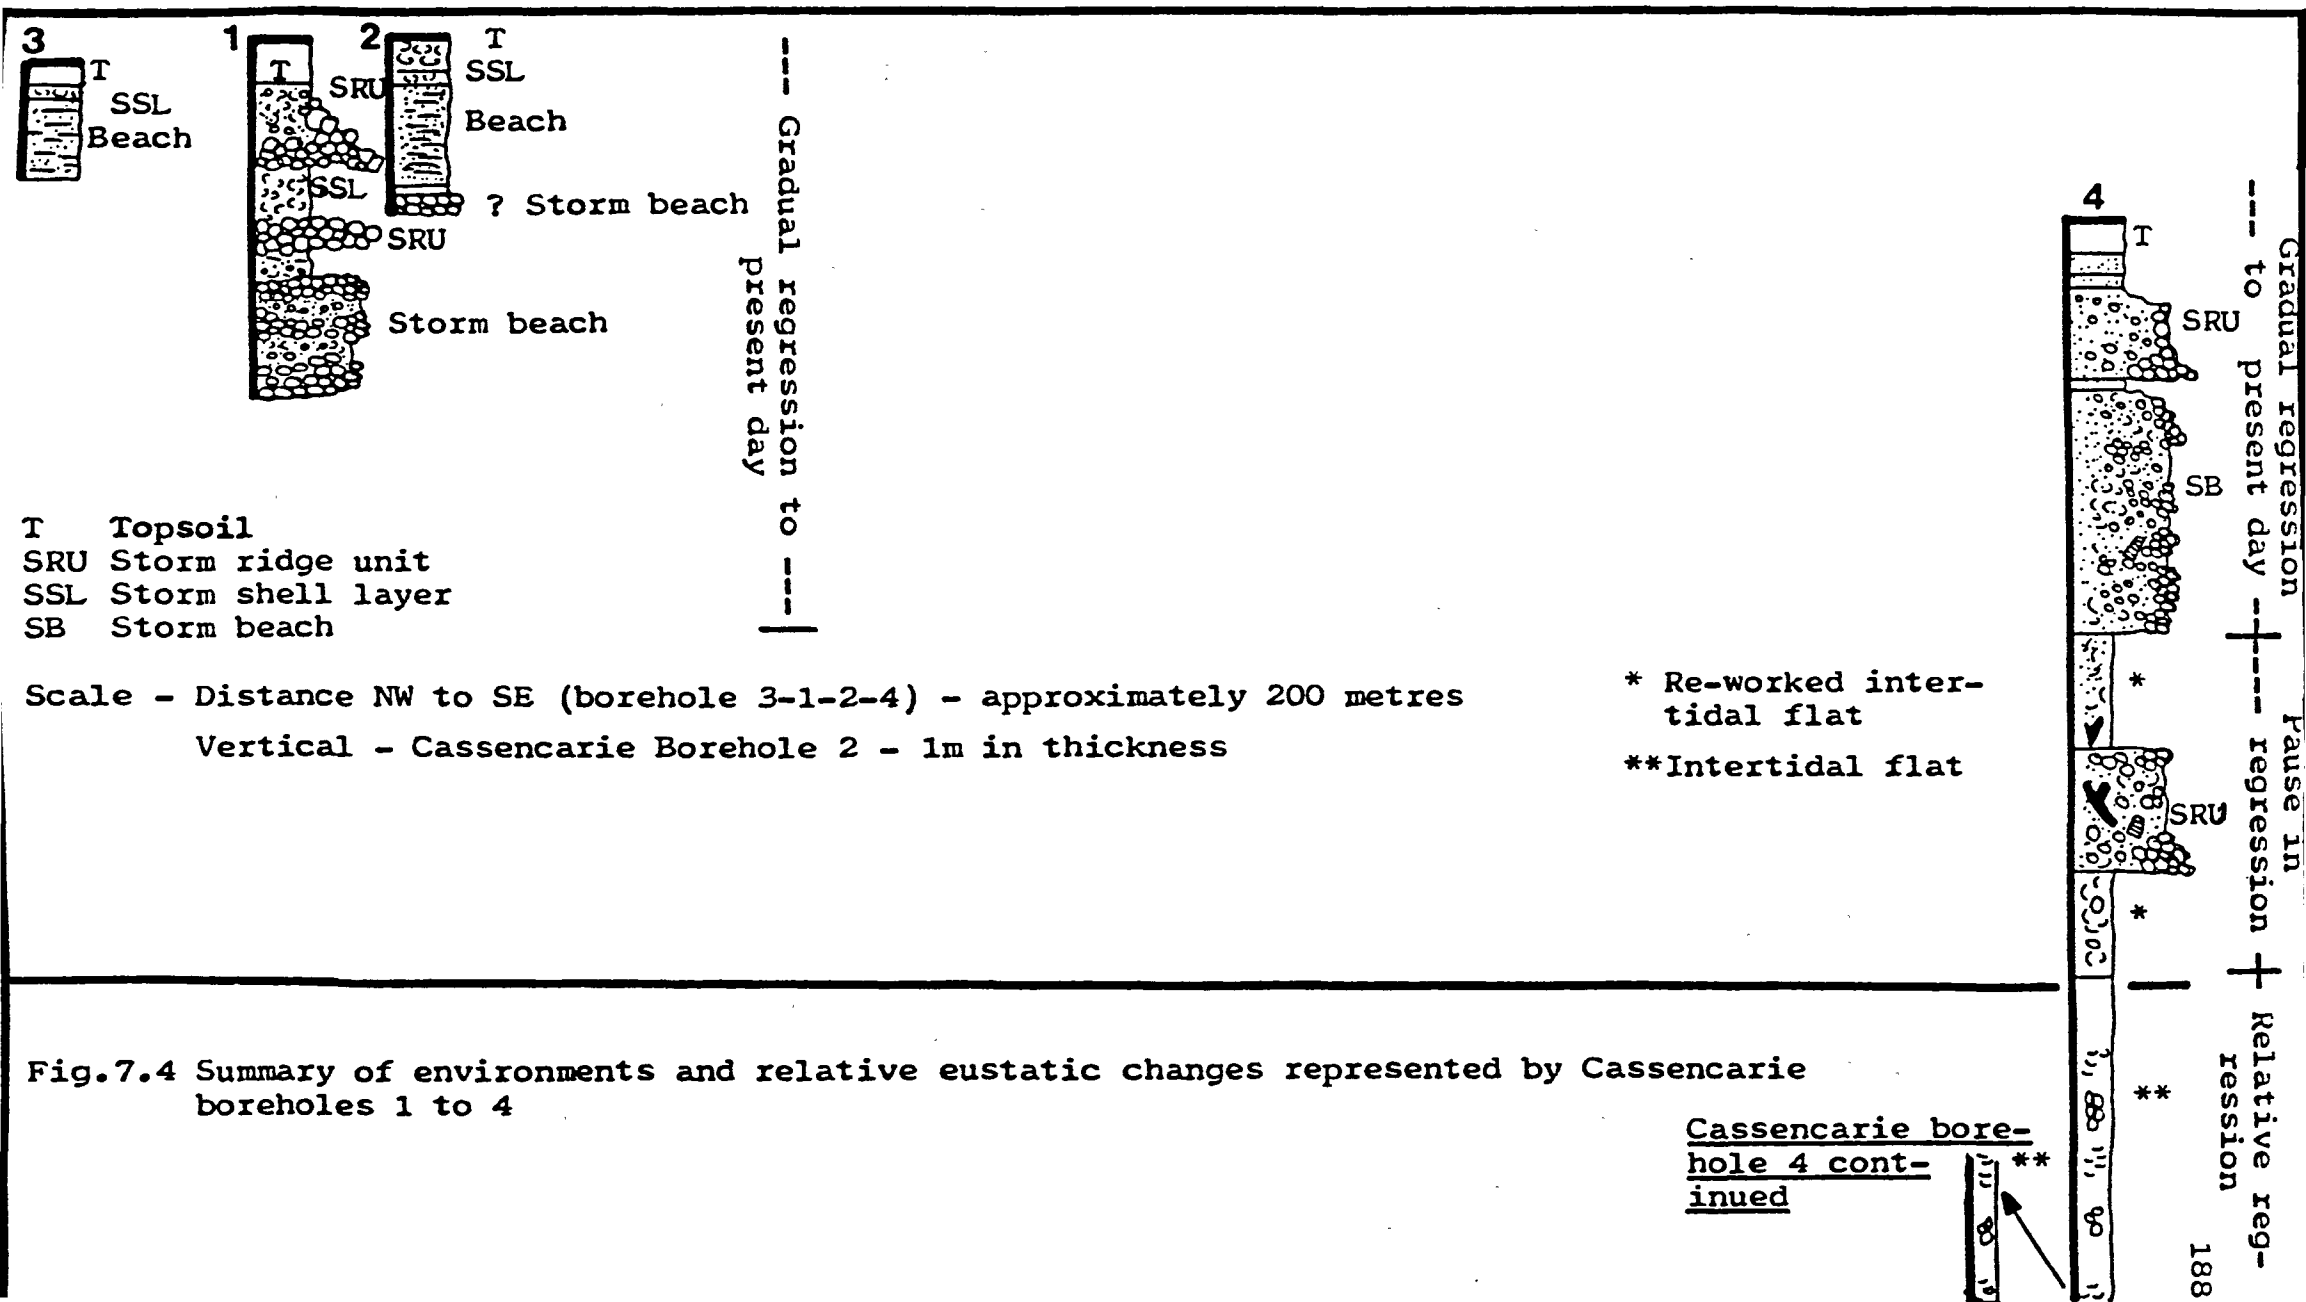 3
T
SSL
Beach
1
T
SRU
SSL
SRU
Storm beach
2
T
SSL
Beach
? Storm beach
--- Gradual regression to ---
present day
4
T
SRU
SB
*
SRU
*
**
Gradual regression
--- to present day ---
Pause in
--- regression
Relative reg-
ression
T Topsoil
SRU Storm ridge unit
SSL Storm shell layer
SB Storm beach
Scale - Distance NW to SE (borehole 3-1-2-4) - approximately 200 metres
Vertical - Cassencarie Borehole 2 - 1m in thickness
* Re-worked inter-
tidal flat
**Intertidal flat
Fig.7.4 Summary of environments and relative eustatic changes represented by Cassencarie
boreholes 1 to 4
Cassencarie bore-
hole 4 cont-
inued
**
188